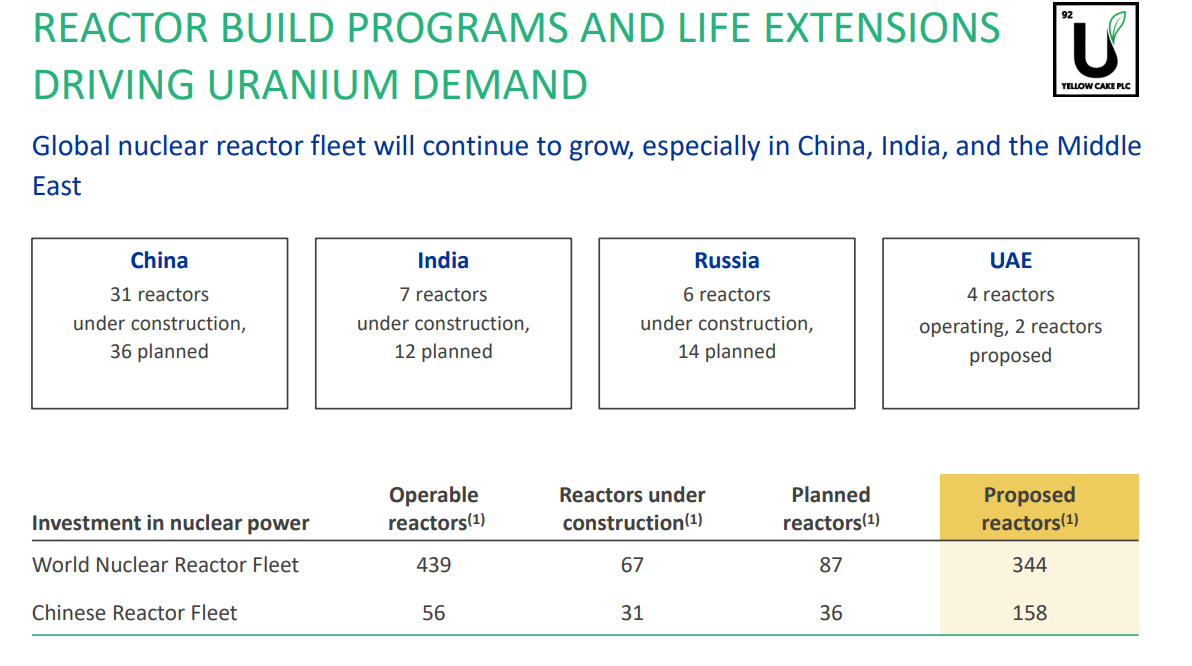 REACTOR BUILD PROGRAMS AND LIFE EXTENSIONS
DRIVING URANIUM DEMAND
92
U
YELLOW CAKE PLC
Global nuclear reactor fleet will continue to grow, especially in China, India, and the Middle
East
China
31 reactors
under construction,
36 planned
India
7 reactors
under construction,
12 planned
Russia
6 reactors
under construction,
14 planned
UAE
4 reactors
operating, 2 reactors
proposed
Investment in nuclear power
Operable
reactors(1)
Reactors under
construction(1)
Planned
reactors(1)
Proposed
reactors(1)
World Nuclear Reactor Fleet 439 67 87 344
Chinese Reactor Fleet 56 31 36 158